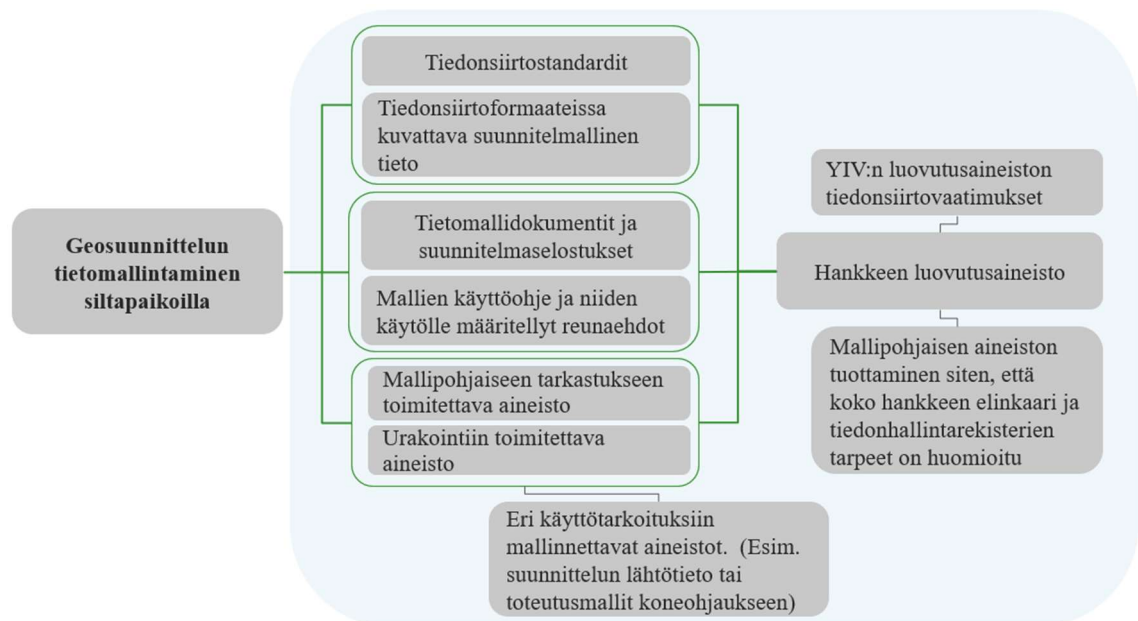 Geosuunnittelun
tietomallintaminen
siltapaikoilla
Tiedonsiirtostandardit
Tiedonsiirtoformaateissa
kuvattava suunnitelmallinen
tieto
Tietomallidokumentit ja
suunnitelmaselostukset
Mallien käyttöohje ja niiden
käytölle määritellyt reunaehdot
Mallipohjaiseen tarkastukseen
toimitettava aineisto
Urakointiin toimitettava
aineisto
Eri käyttötarkoituksiin
mallinnettavat aineistot. (Esim.
suunnittelun lähtötieto tai
toteutusmallit koneohjaukseen)
YIV:n luovutusaineiston
tiedonsiirtovaatimukset
Hankkeen luovutusaineisto
Mallipohjaisen aineiston
tuottaminen siten, että
koko hankkeen elinkaari ja
tiedonhallintarekisterien
tarpeet on huomioitu